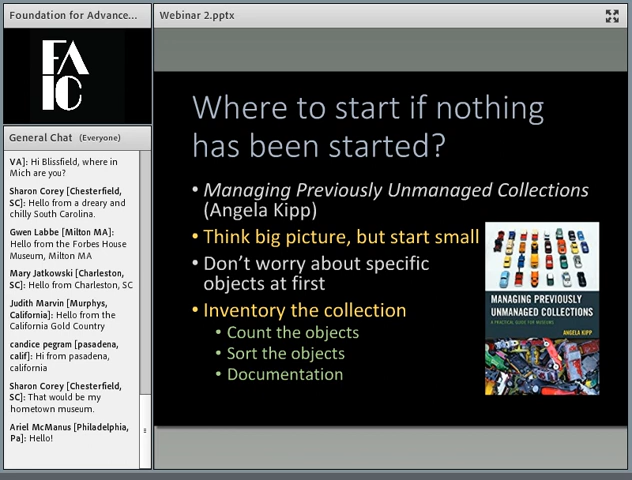 Foundation for Advance...
FA
IC
General Chat (Everyone)
VA]: Hi Blissfield, where in
Mich are you?
Sharon Corey [Chesterfield,
SC]: Hello from a dreary and
chilly South Carolina.
Gwen Labbe [Milton MA]:
Hello from the Forbes House
Museum, Milton MA
Mary Jatkowski [Charleston,
SC]: Hello from Charleston, SC
Judith Marvin [Murphys,
California]: Hello from the
California Gold Country
candice pegram [pasadena,
calif]: Hi from pasadena,
california
Sharon Corey [Chesterfield,
SC]: That would be my
hometown museum.
Ariel McManus [Philadelphia,
Pa]: Hello!
Webinar 2.pptx
Where to start if nothing
has been started?
• Managing Previously Unmanaged Collections
(Angela Kipp)
• Think big picture, but start small
• Don’t worry about specific
objects at first
• Inventory the collection
• Count the objects
• Sort the objects
• Documentation
MANAGING PREVIOUSLY
UNMANAGED COLLECTIONS
A PRACTICAL GUIDE FOR MUSEUMS
ANGELA KIPP